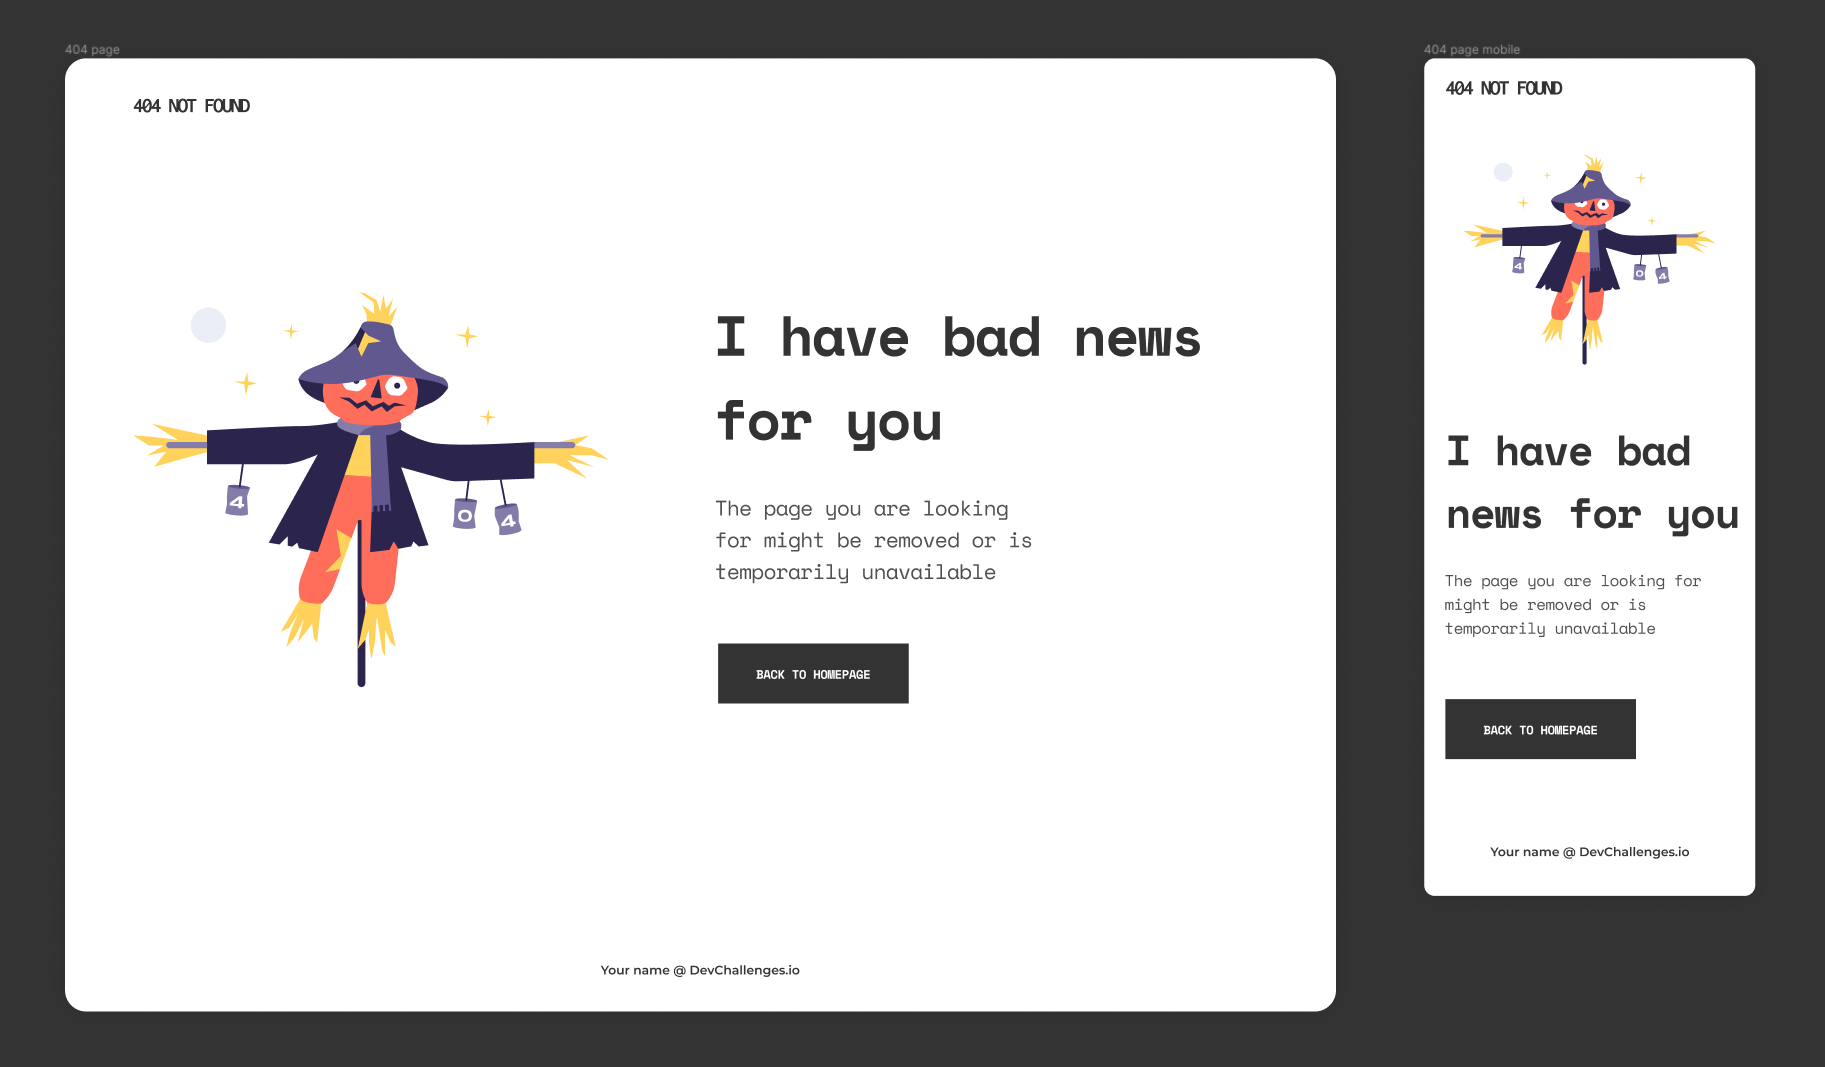 404 page
404 NOT FOUND
4
0
4
I have bad news
for you
The page you are looking
for might be removed or is
temporarily unavailable
BACK TO HOMEPAGE
Your name @ DevChallenges.io
404 page mobile
404 NOT FOUND
4
0
4
I have bad
news for you
The page you are looking for
might be removed or is
temporarily unavailable
BACK TO HOMEPAGE
Your name @ DevChallenges.io